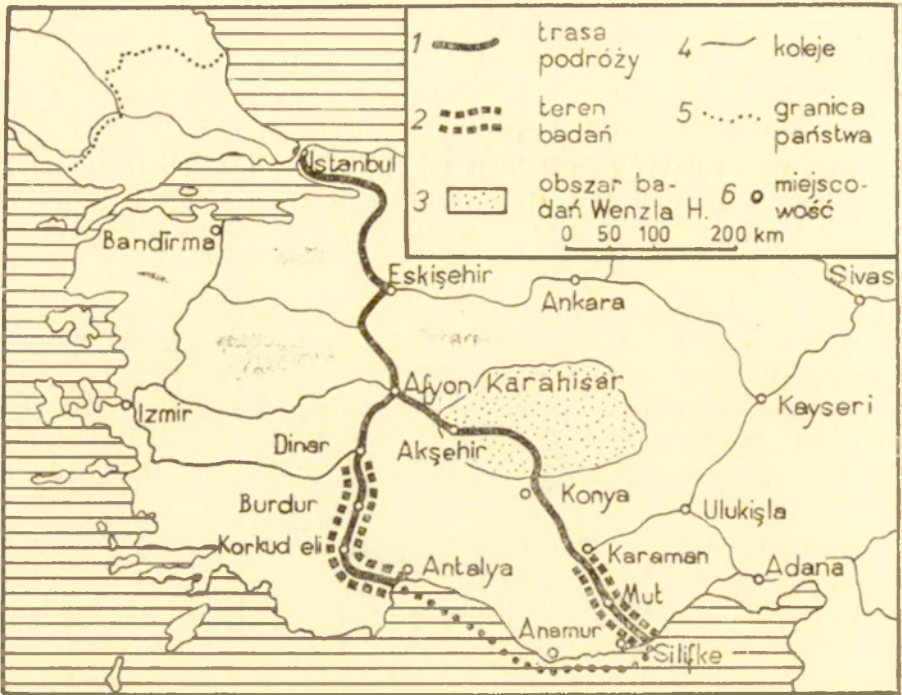 1 trasa podróży
2 teren badań
3 obszar ba-
dań Wenzla H.
4 koleje
5 granica państwa
6 miejsco-
wość
0 50 100 200 km
Istanbul
Bandirma
Eskişehir
Ankara
Sivas
Afyon Karahisar
Kayseri
Izmir
Dinar
Akşehir
Konya
Burdur
Ulukişla
Korkud eli
Antalya
Karaman
Adana
Mut
Anamur
Silifke